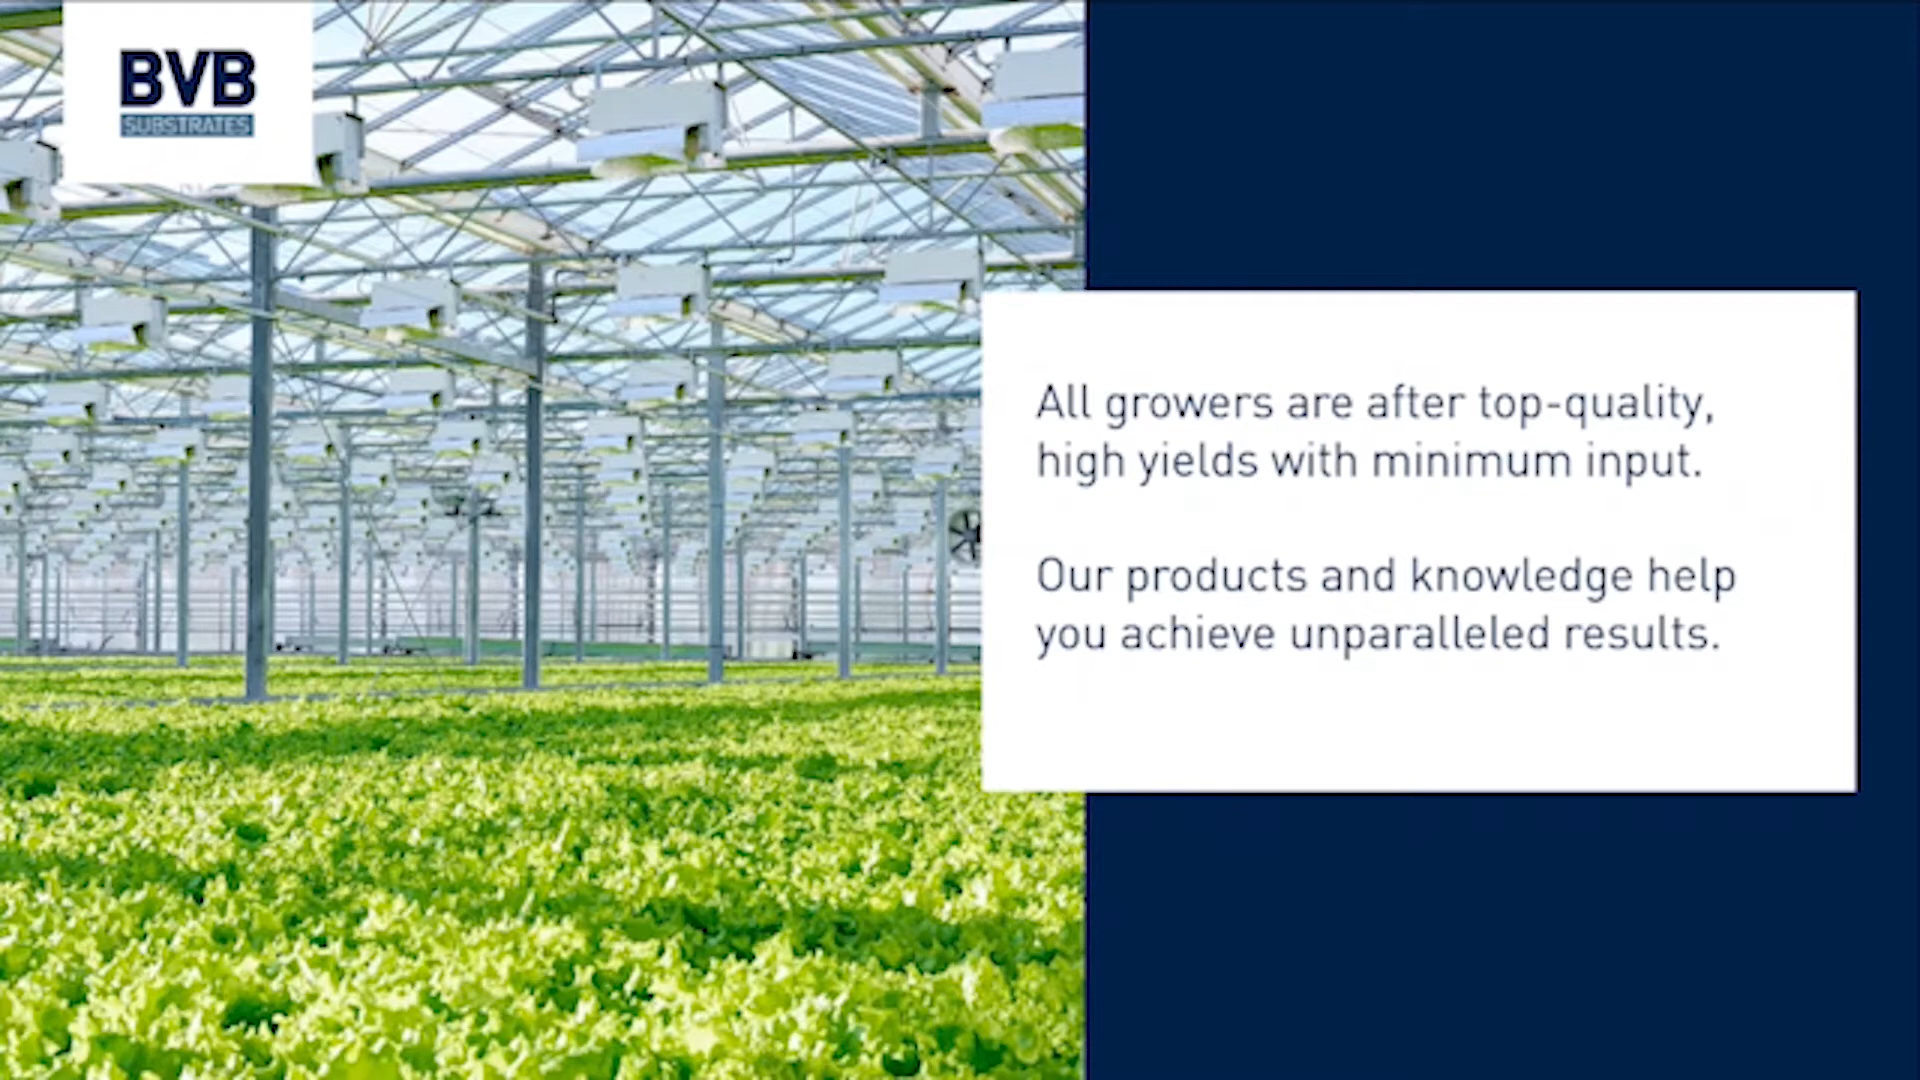 BVB
SUBSTRATES
All growers are after top-quality,
high yields with minimum input.
Our products and knowledge help
you achieve unparalleled results.